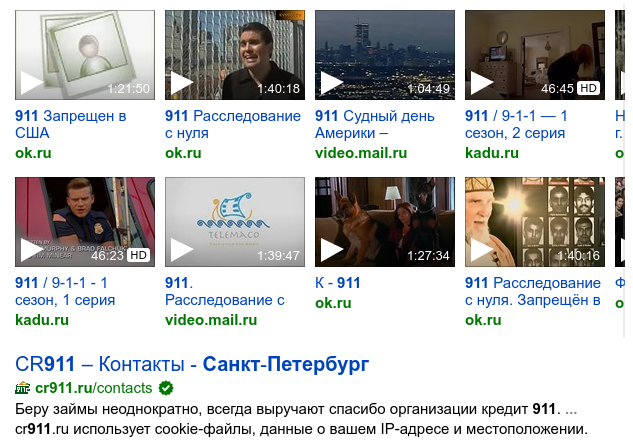 1:21:50
1:40:18
1:04:49
46:45 HD
911 Запрещен в
США
ok.ru
911 Расследование
с нуля
ok.ru
911 Судный день
Америки –
video.mail.ru
911 / 9-1-1 — 1
сезон, 2 серия
kadu.ru
MURPHY & BRAD FALCHUK
TIM MINEAR
46:23 HD
TELEMACO
1:39:47
1:27:34
1:40:16
911 / 9-1-1 - 1
сезон, 1 серия
kadu.ru
911.
Расследование с
video.mail.ru
К - 911
ok.ru
911 Расследование
с нуля. Запрещён в
ok.ru
CR911 – Контакты - Санкт-Петербург
cr911.ru/contacts
Беру займы неоднократно, всегда выручают спасибо организации кредит 911. ...
cr911.ru использует cookie-файлы, данные о вашем IP-адресе и местоположении.